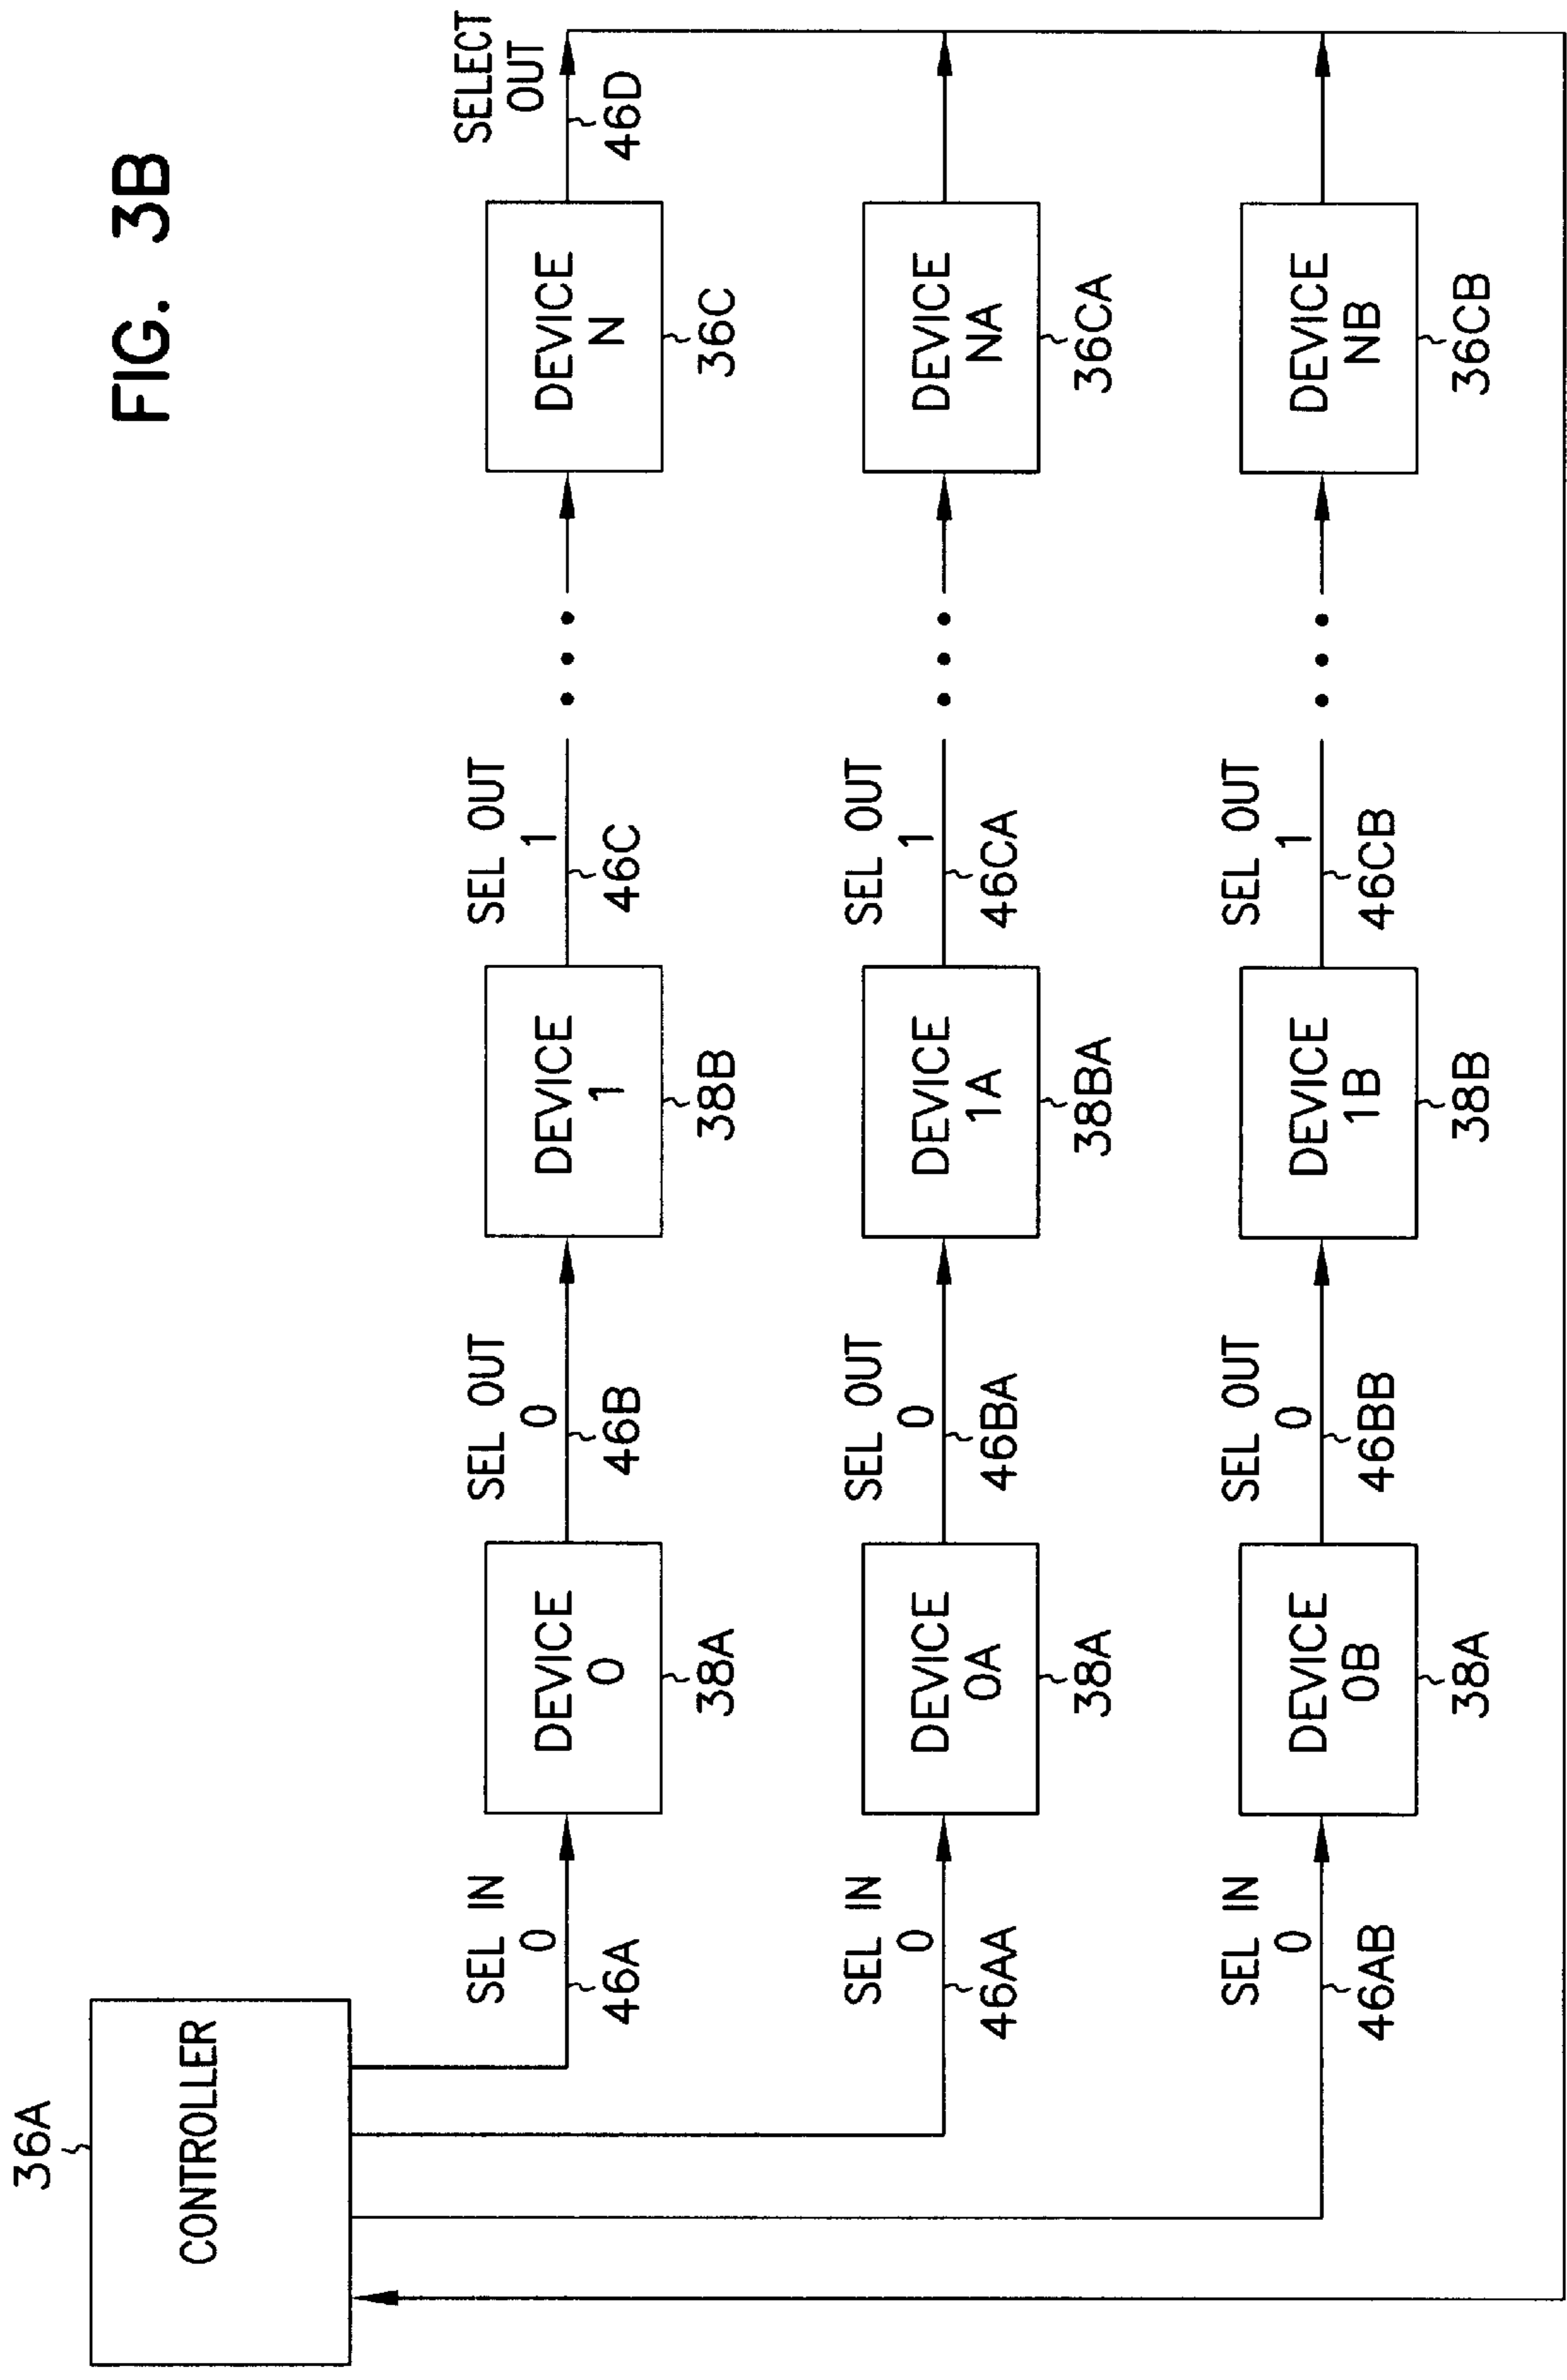 FIG. 3B
36A
CONTROLLER
SEL IN
0
46A
DEVICE
0
38A
SEL OUT
0
46B
DEVICE
1
38B
SEL OUT
1
46C
DEVICE
N
36C
SELECT
OUT
46D
SEL IN
0
46AA
DEVICE
0A
38A
SEL OUT
0
46BA
DEVICE
1A
38BA
SEL OUT
1
46CA
DEVICE
NA
36CA
SEL IN
0
46AB
DEVICE
0B
38A
SEL OUT
0
46BB
DEVICE
1B
38B
SEL OUT
1
46CB
DEVICE
NB
36CB